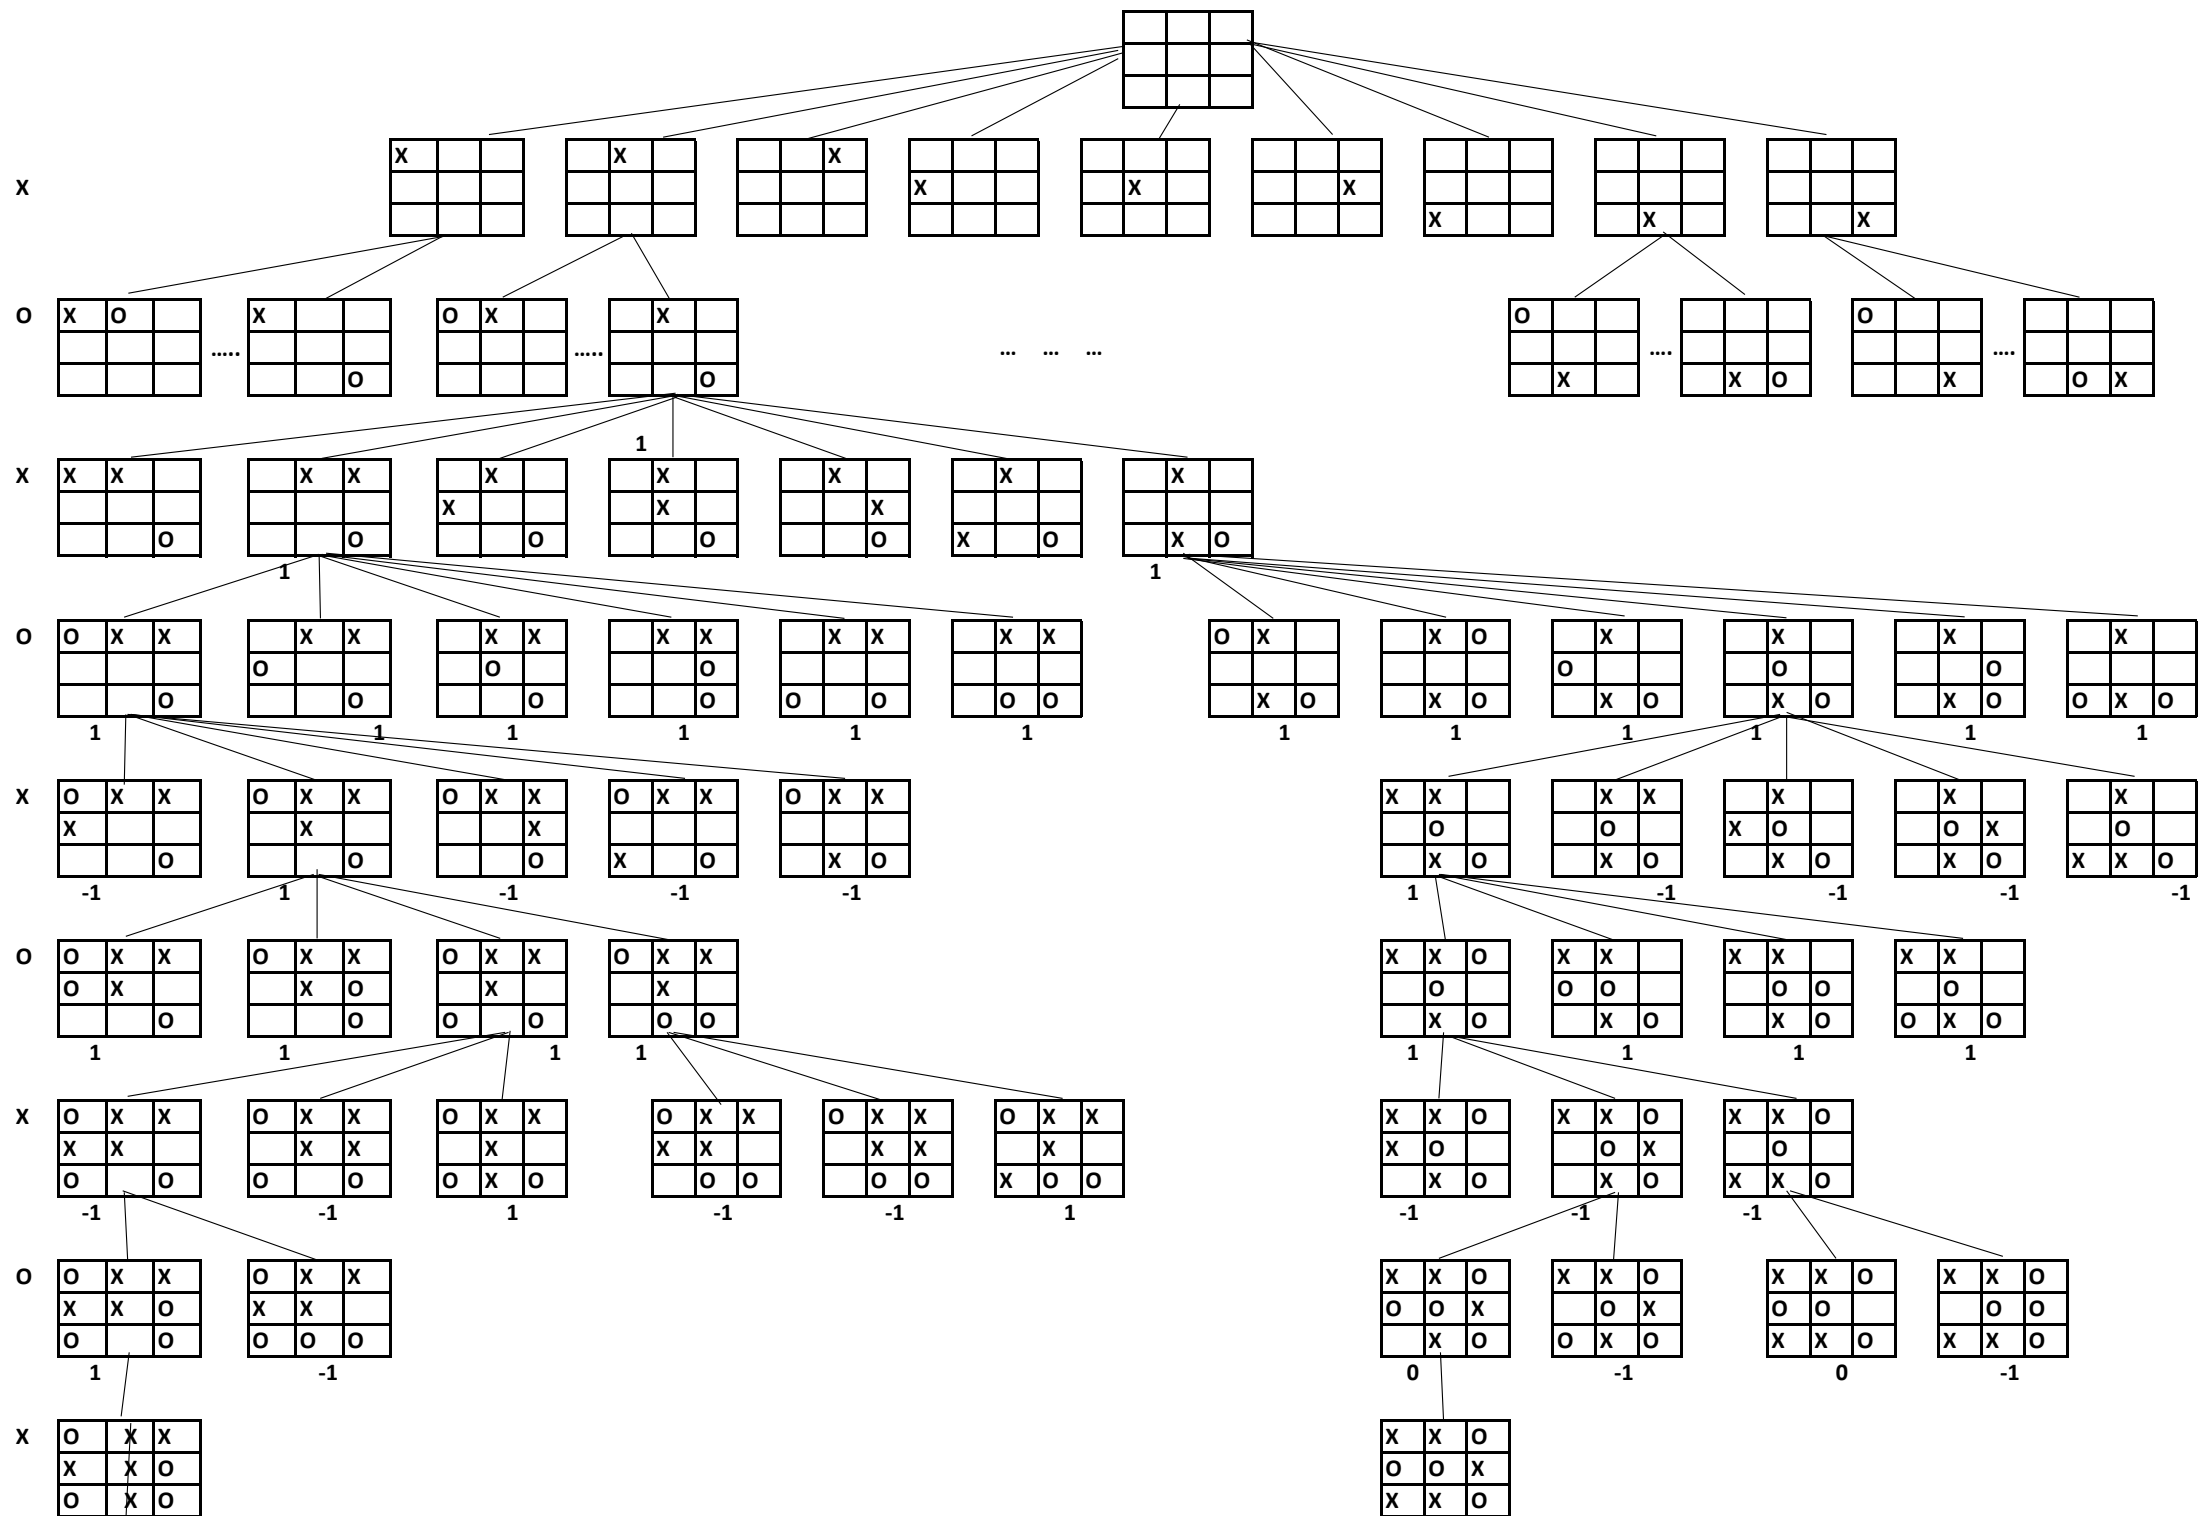 X X X
X X X X
X X X
O X O X O X X O O
..... ..... ... ... ... .... ....
O O X X O X O X
1
X X X X X X X X X X
X X X
O O O O O X O X O
1 1
O O X X X X X X X X X X X X O X X O X X X X
O O O O O O
O O O O O O O O X O X O X O X O X O O X O
1 1 1 1 1 1 1 1 1 1 1 1
X O X X O X X O X X O X X O X X X X X X X X X
X X X O O X O O X O
O O O X O X O X O X O X O X O X X O
-1 1 -1 -1 -1 1 -1 -1 -1 -1
O O X X O X X O X X O X X X X O X X X X X X
O X X O X X O O O O O O
O O O O O O X O X O X O O X O
1 1 1 1 1 1 1 1
X O X X O X X O X X O X X O X X O X X X X O X X O X X O
X X X X X X X X X X X O O X O
O O O O O X O O O O O X O O X O X O X X O
-1 -1 1 -1 -1 1 -1 -1 -1
O O X X O X X X X O X X O X X O X X O
X X O X X O O X O X O O O O
O O O O O X O O X O X X O X X O
1 -1 0 -1 0 -1
X O X X X X O
X X O O O X
O X O X X O